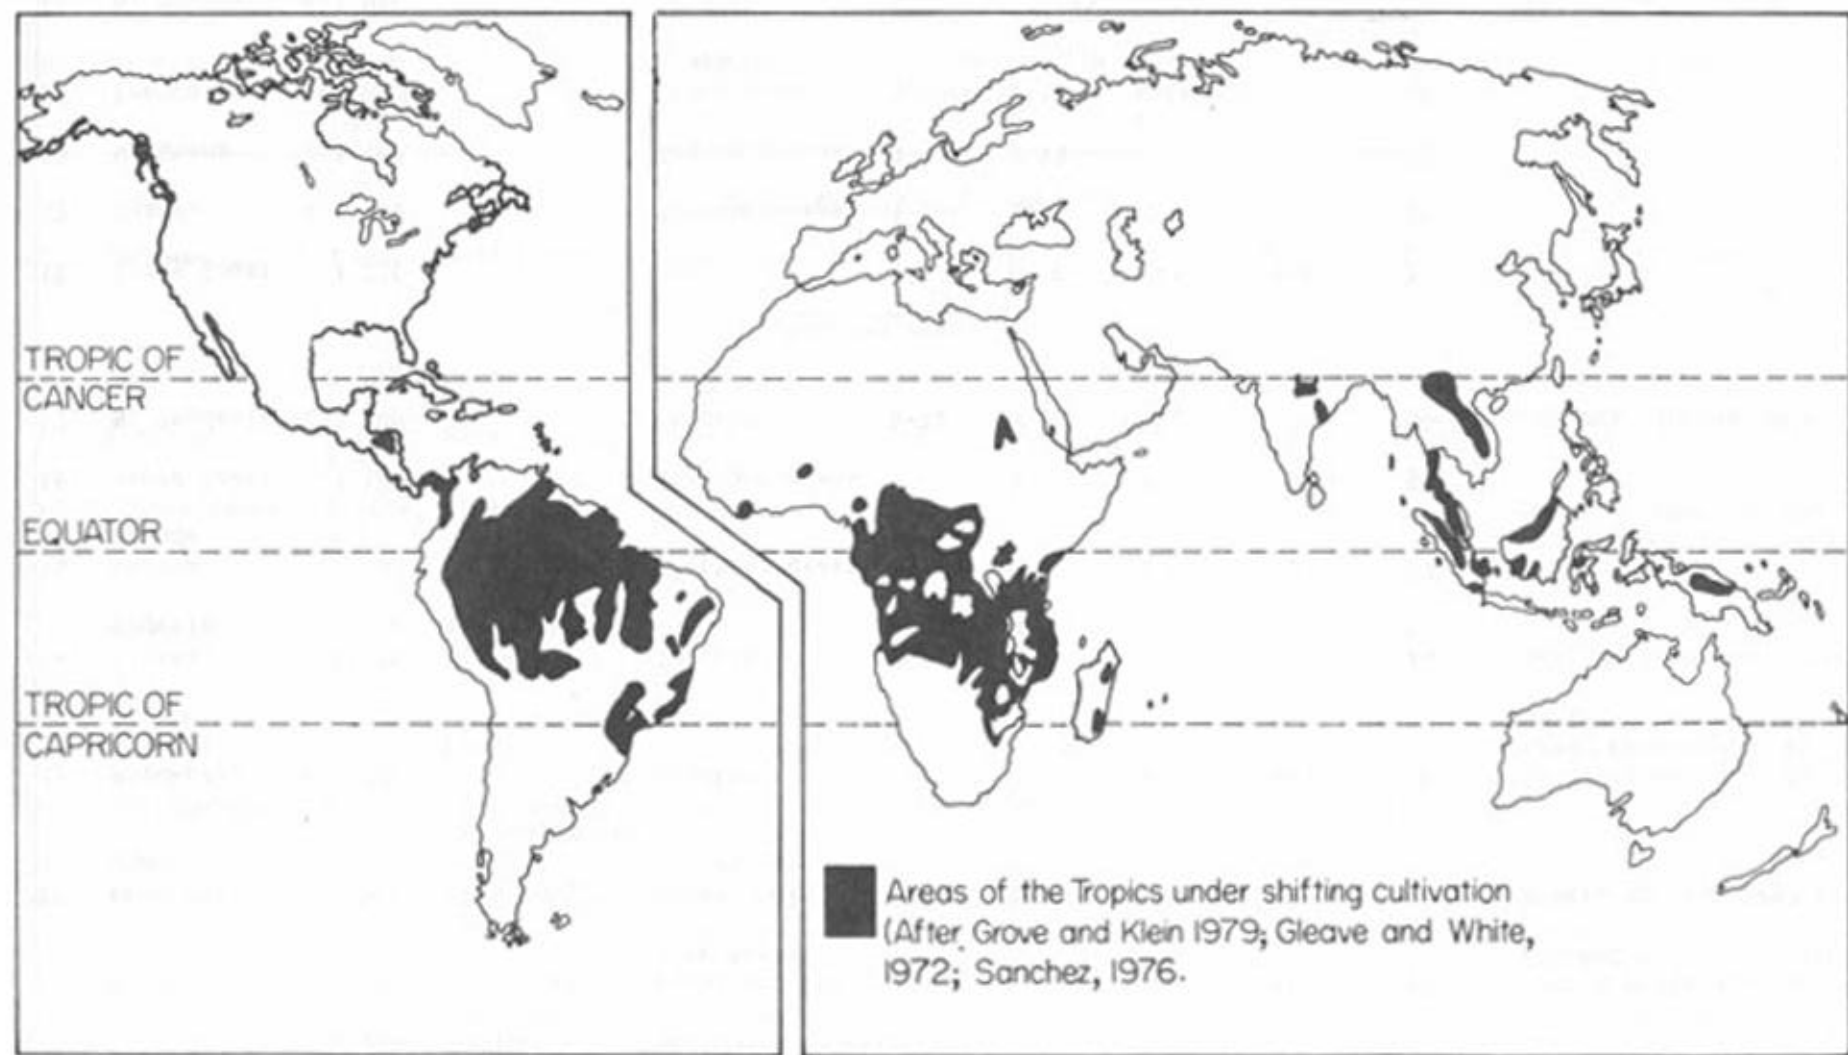 TROPIC OF
CANCER
EQUATOR
TROPIC OF
CAPRICORN
Areas of the Tropics under shifting cultivation
(After Grove and Klein 1979; Gleave and White,
1972; Sanchez, 1976.